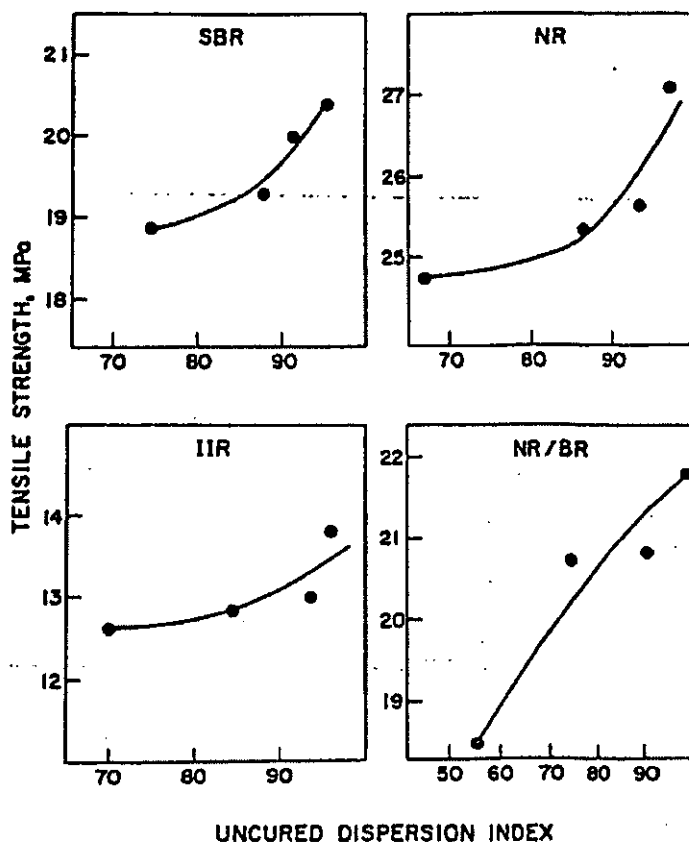 TENSILE STRENGTH, MPa
SBR
21
20
19
18
70 80 90
NR
27
26
25
70 80 90
IIR
14
13
12
70 80 90
NR/BR
22
21
20
19
50 60 70 80 90
UNCURED DISPERSION INDEX